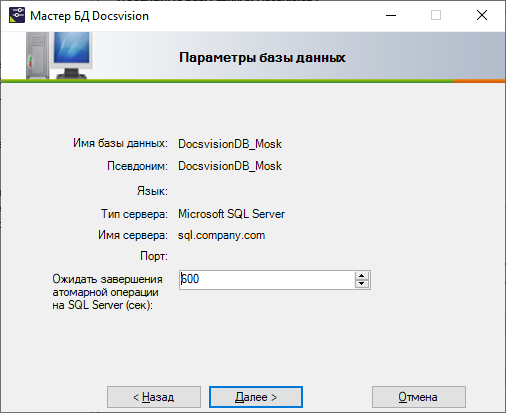 Мастер БД Docsvision
Параметры базы данных
Имя базы данных: DocsvisionDB_Mosk
Псевдоним: DocsvisionDB_Mosk
Язык:
Тип сервера: Microsoft SQL Server
Имя сервера: sql.company.com
Порт:
Ожидать завершения
атомарной операции
на SQL Server (сек):
600
< Назад
Далее >
Отмена